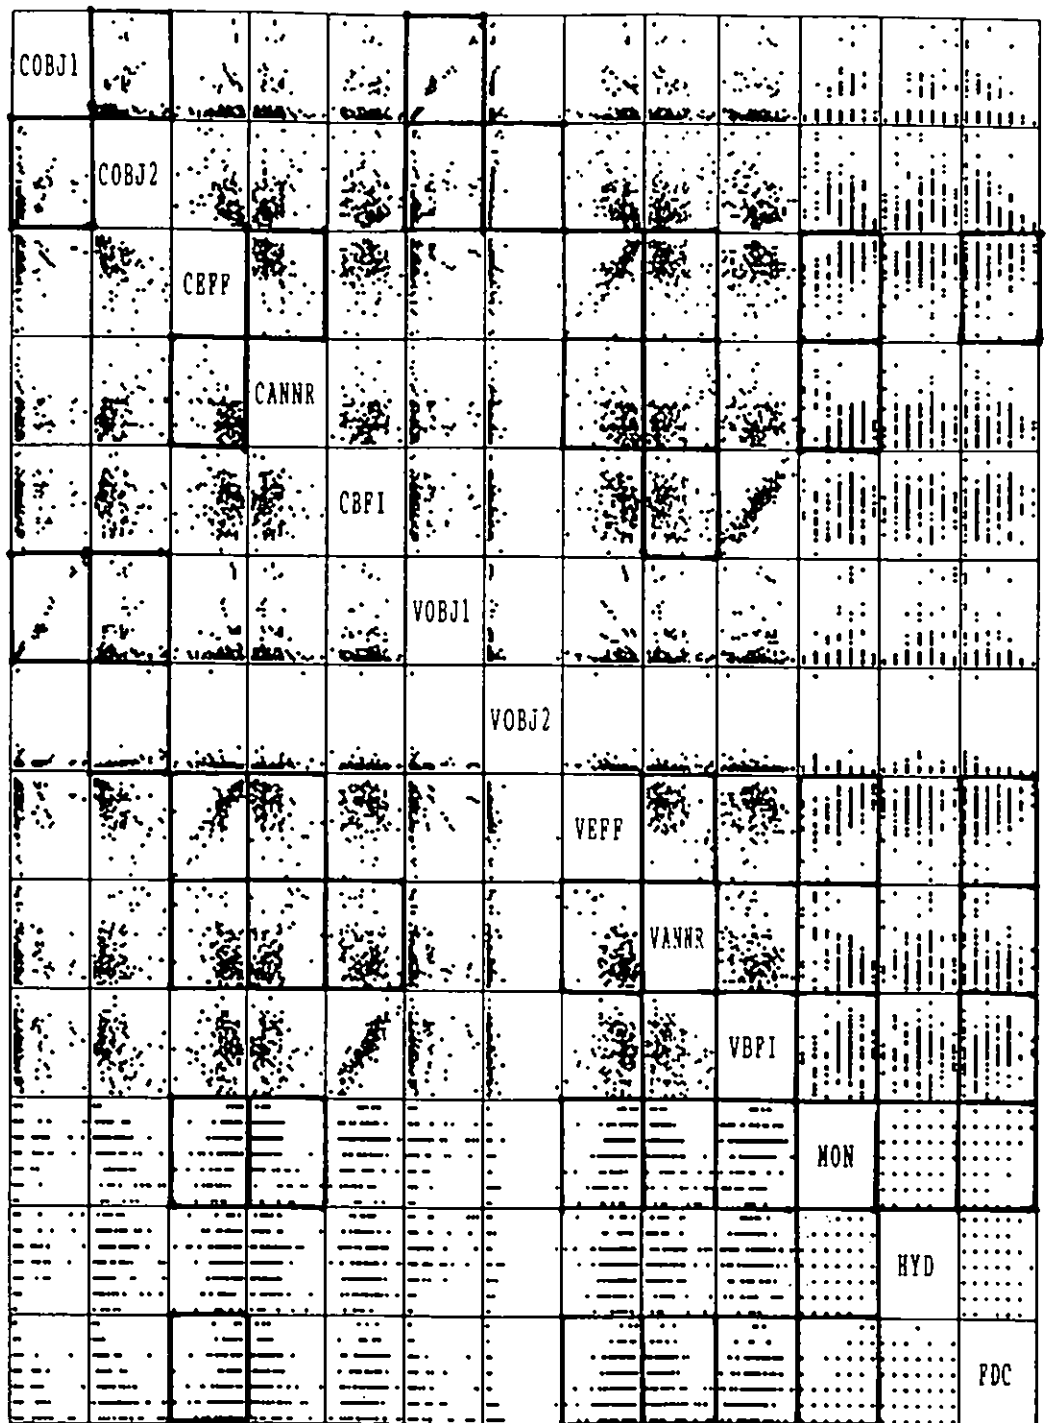 COBJ1
COBJ2
CEFF
CANNR
CBFI
VOBJ1
VOBJ2
VEFF
VANNR
VBFI
MON
HYD
FDC